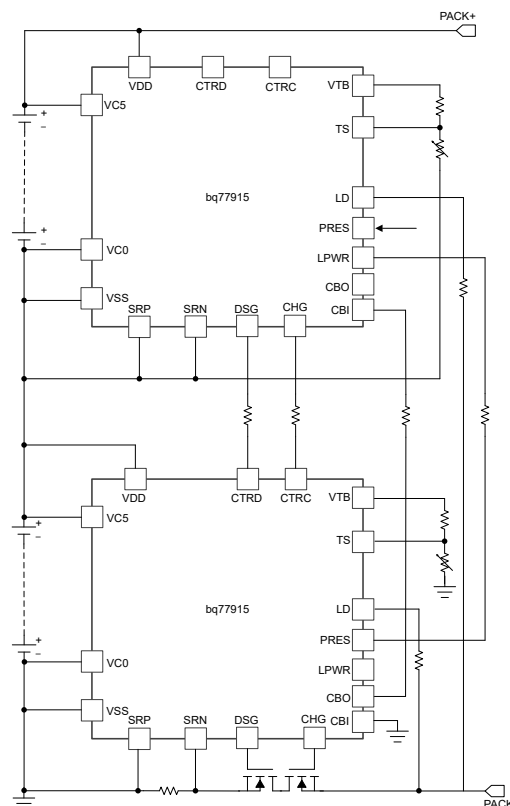 PACK+
VDD
CTRD
CTRC
VTB
VC5
TS
+
–
bq77915
LD
PRES
+
–
VC0
LPWR
CBO
VSS
CBI
SRP
SRN
DSG
CHG
VDD
CTRD
CTRC
VTB
VC5
+
–
TS
bq77915
LD
+
–
PRES
VC0
LPWR
CBO
VSS
SRP
SRN
DSG
CHG
CBI
PACK